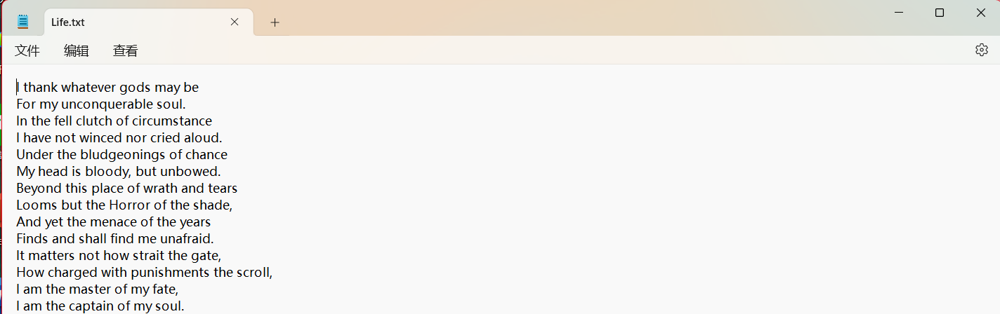 Life.txt
文件 编辑 查看
I thank whatever gods may be
For my unconquerable soul.
In the fell clutch of circumstance
I have not winced nor cried aloud.
Under the bludgeonings of chance
My head is bloody, but unbowed.
Beyond this place of wrath and tears
Looms but the Horror of the shade,
And yet the menace of the years
Finds and shall find me unafraid.
It matters not how strait the gate,
How charged with punishments the scroll,
I am the master of my fate,
I am the captain of my soul.